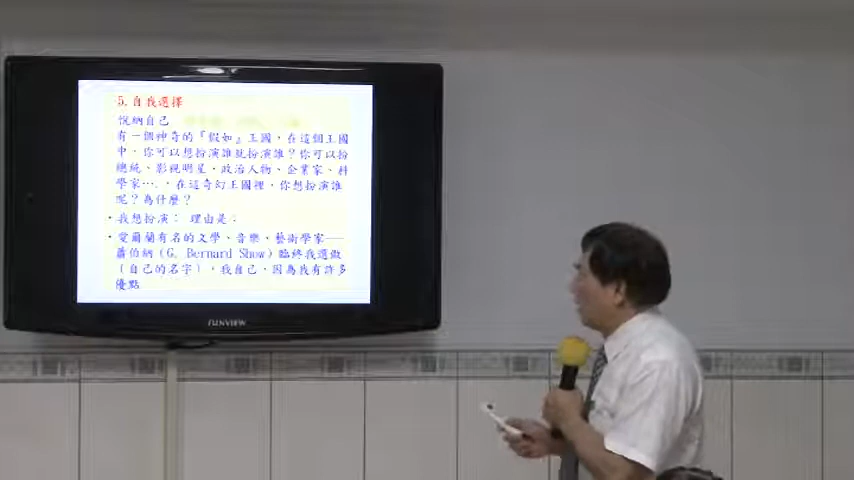 5.自我選擇
悅納自己
有一個神奇的『假如』王國，在這個王國
中，你可以想扮演誰就扮演誰？你可以扮
總統、影視明星、政治人物、企業家、科
學家…，在這奇幻王國裡，你想扮演誰
呢？為什麼？
•我想扮演： 理由是：
•愛爾蘭有名的文學、音樂、藝術學家──
蕭伯納（G. Bernard Show）臨終我選做
（自己的名字），我自己，因為我有許多
優點